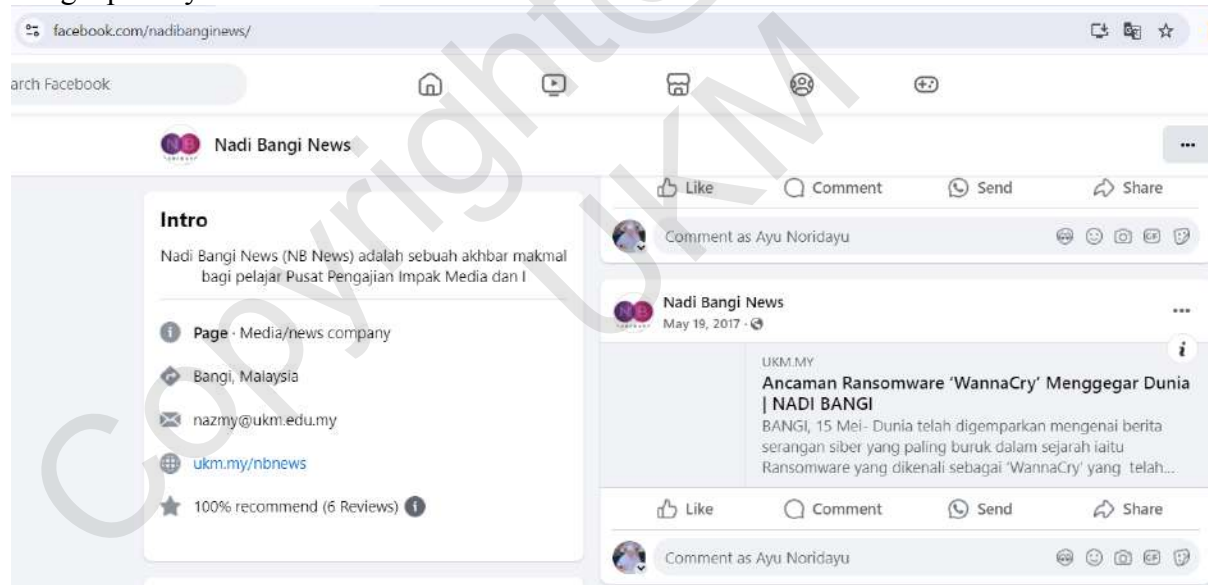 facebook.com/nadibanginews/
arch Facebook
Nadi Bangi News
Like Comment Send Share
Comment as Ayu Noridayu
Intro
Nadi Bangi News (NB News) adalah sebuah akhbar makmal
bagi pelajar Pusat Pengajian Impak Media dan I
Page · Media/news company
Bangi, Malaysia
nazmy@ukm.edu.my
ukm.my/nbnews
100% recommend (6 Reviews)
Nadi Bangi News
May 19, 2017
UKM.MY
Ancaman Ransomware ‘WannaCry’ Menggegar Dunia
| NADI BANGI
BANGI, 15 Mei- Dunia telah digemparkan mengenai berita
serangan siber yang paling buruk dalam sejarah iaitu
Ransomware yang dikenali sebagai ‘WannaCry’ yang telah...
Like Comment Send Share
Comment as Ayu Noridayu
Copyright@
UKM